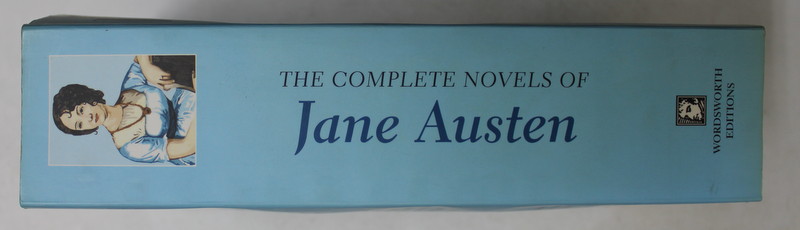 THE COMPLETE NOVELS OF
Jane Austen
WORDSWORTH
EDITIONS